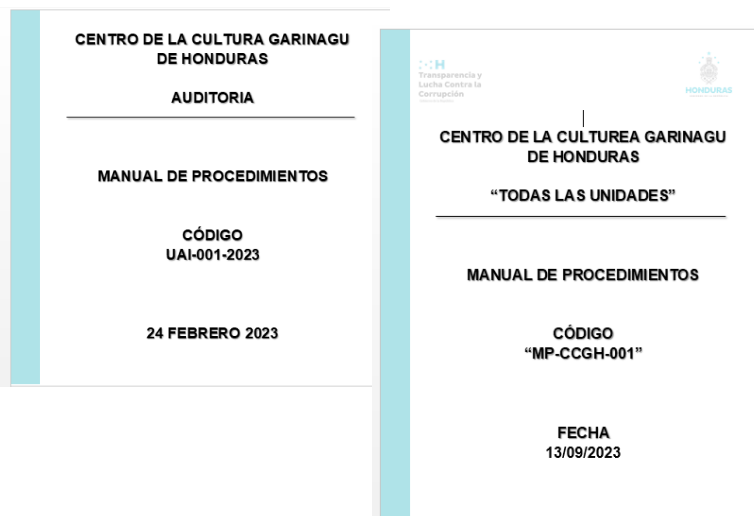 CENTRO DE LA CULTURA GARINAGU
DE HONDURAS
AUDITORIA
MANUAL DE PROCEDIMIENTOS
CÓDIGO
UAI-001-2023
24 FEBRERO 2023
Transparencia y
Lucha Contra la
Corrupción
HONDURAS
CENTRO DE LA CULTUREA GARINAGU
DE HONDURAS
“TODAS LAS UNIDADES”
MANUAL DE PROCEDIMIENTOS
CÓDIGO
“MP-CCGH-001”
FECHA
13/09/2023